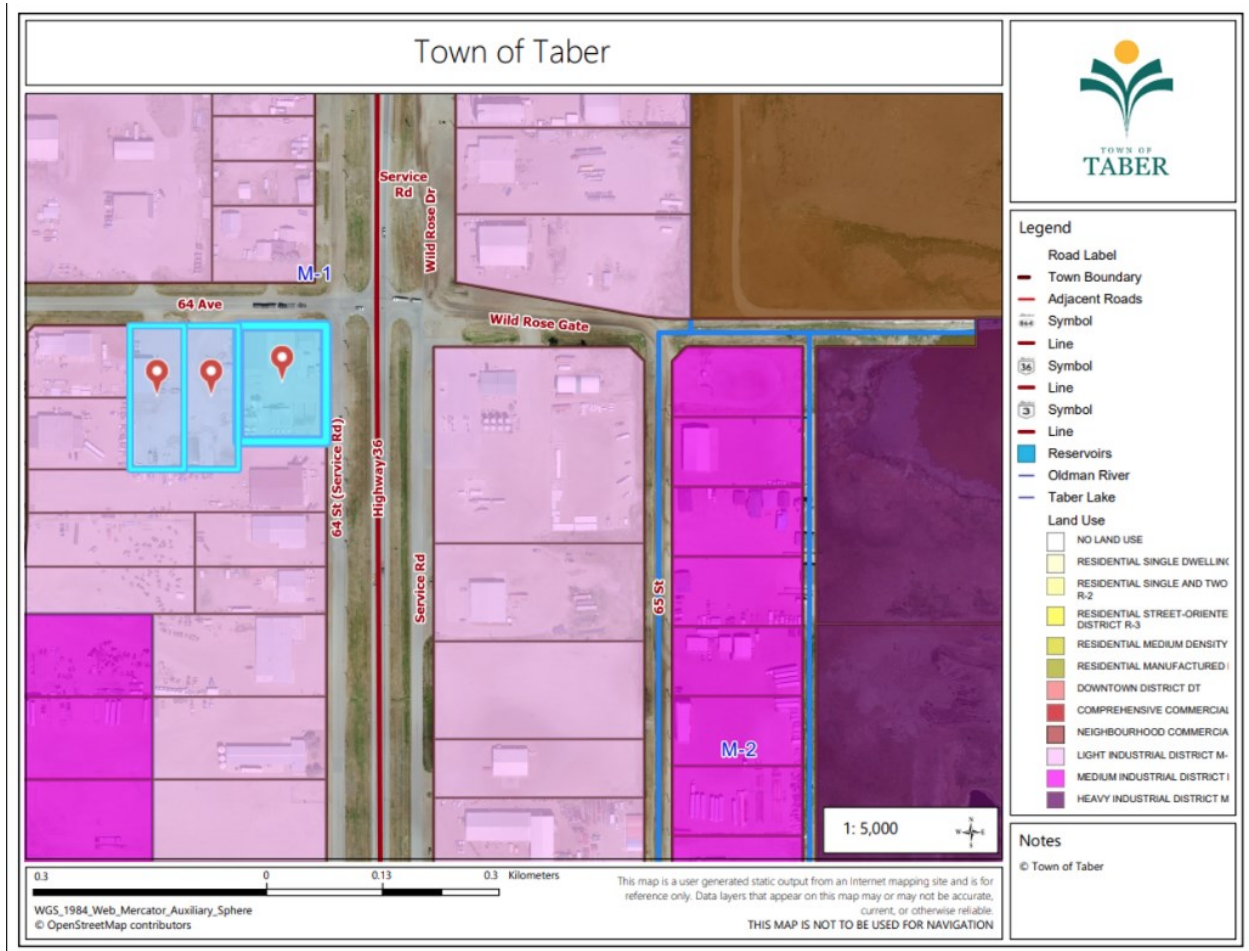 Town of Taber
TOWN OF
TABER
Service
Rd
Wild Rose Dr
M-1
64 Ave
Wild Rose Gate
64 St (Service Rd)
Highway 36
Service Rd
65 St
M-2
1: 5,000
N
W
E
S
Legend
Road Label
Town Boundary
Adjacent Roads
864
Symbol
Line
36
Symbol
Line
3
Symbol
Line
Reservoirs
Oldman River
Taber Lake
Land Use
NO LAND USE
RESIDENTIAL SINGLE DWELLING
RESIDENTIAL SINGLE AND TWO
R-2
RESIDENTIAL STREET-ORIENTE
DISTRICT R-3
RESIDENTIAL MEDIUM DENSITY
RESIDENTIAL MANUFACTURED
DOWNTOWN DISTRICT DT
COMPREHENSIVE COMMERCIAL
NEIGHBOURHOOD COMMERCIA
LIGHT INDUSTRIAL DISTRICT M-
MEDIUM INDUSTRIAL DISTRICT
HEAVY INDUSTRIAL DISTRICT M
Notes
© Town of Taber
0.3
0
0.13
0.3 Kilometers
WGS_1984_Web_Mercator_Auxiliary_Sphere
© OpenStreetMap contributors
This map is a user generated static output from an Internet mapping site and is for
reference only. Data layers that appear on this map may or may not be accurate,
current, or otherwise reliable.
THIS MAP IS NOT TO BE USED FOR NAVIGATION